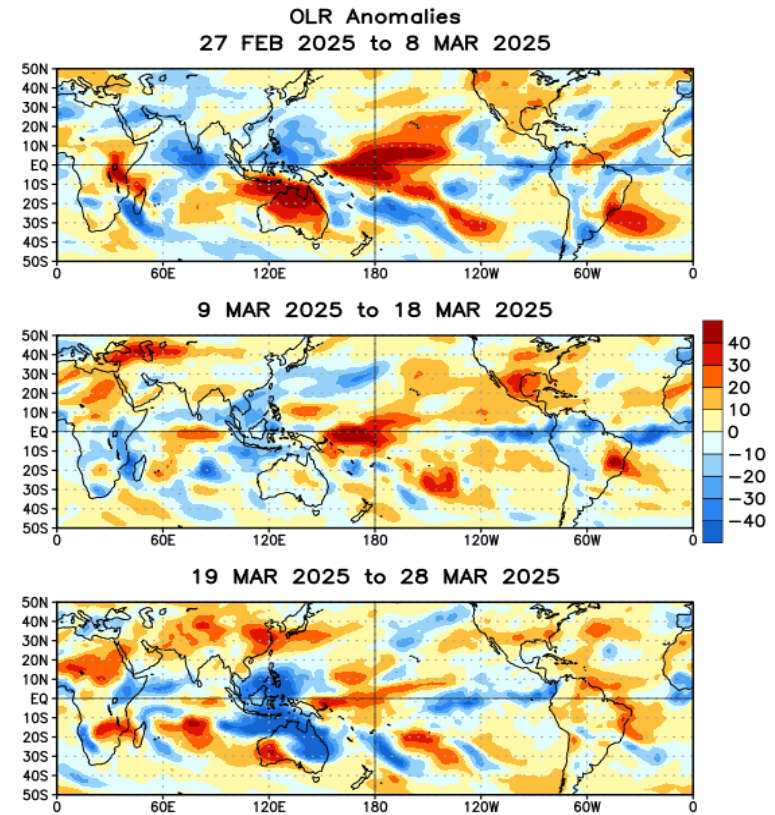 OLR Anomalies
27 FEB 2025 to 8 MAR 2025
50N
40N
30N
20N
10N
EQ
10S
20S
30S
40S
50S
0 60E 120E 180 120W 60W 0
9 MAR 2025 to 18 MAR 2025
50N
40N
30N
20N
10N
EQ
10S
20S
30S
40S
50S
0 60E 120E 180 120W 60W 0
40
30
20
10
0
−10
−20
−30
−40
19 MAR 2025 to 28 MAR 2025
50N
40N
30N
20N
10N
EQ
10S
20S
30S
40S
50S
0 60E 120E 180 120W 60W 0